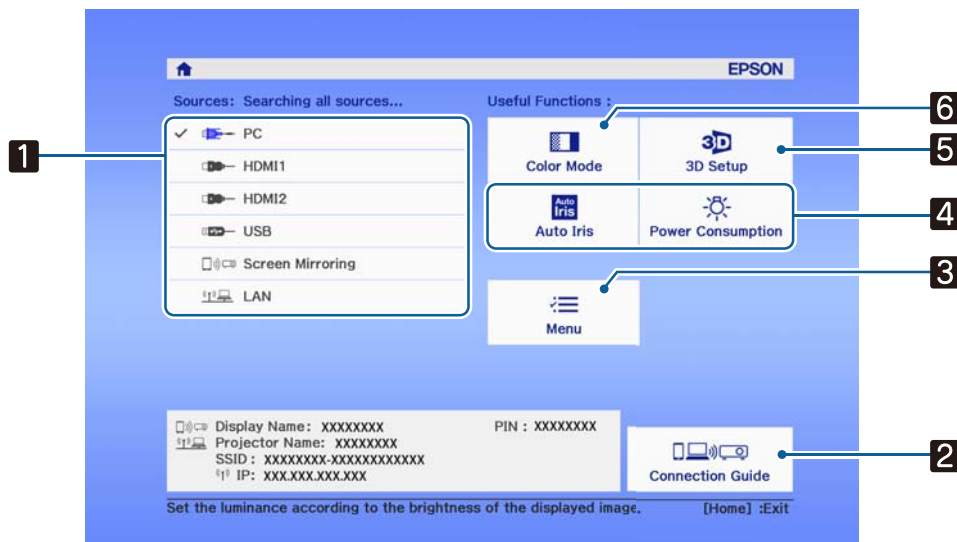 EPSON
Sources: Searching all sources...
Useful Functions :
1
PC
HDMI1
HDMI2
USB
Screen Mirroring
LAN
Color Mode
6
3D
3D Setup
5
Auto
Iris
Auto Iris
Power Consumption
4
Menu
3
Display Name: XXXXXXXX
PIN : XXXXXXXX
Projector Name: XXXXXXXX
SSID : XXXXXXXX-XXXXXXXXXXXX
IP: XXX.XXX.XXX.XXX
Connection Guide
2
Set the luminance according to the brightness of the displayed image.
[Home] :Exit